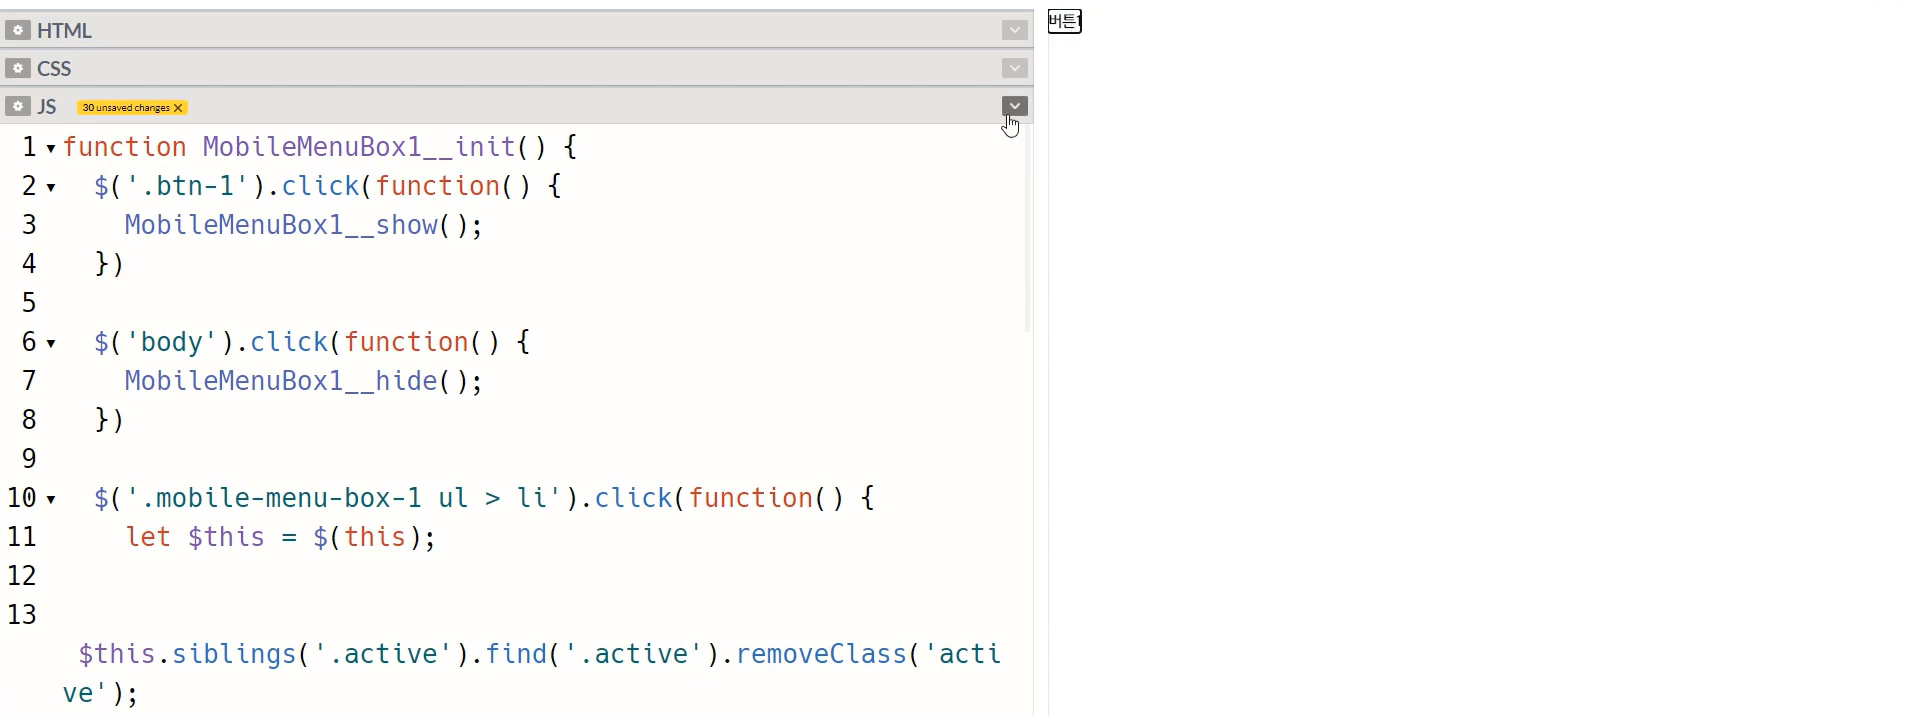 HTML
CSS
JS 30 unsaved changes ×
1 function MobileMenuBox1__init() {
2 $('.btn-1').click(function() {
3 MobileMenuBox1__show();
4 })
5
6 $('body').click(function() {
7 MobileMenuBox1__hide();
8 })
9
10 $('.mobile-menu-box-1 ul > li').click(function() {
11 let $this = $(this);
12
13
$this.siblings('.active').find('.active').removeClass('acti
ve');
버튼1